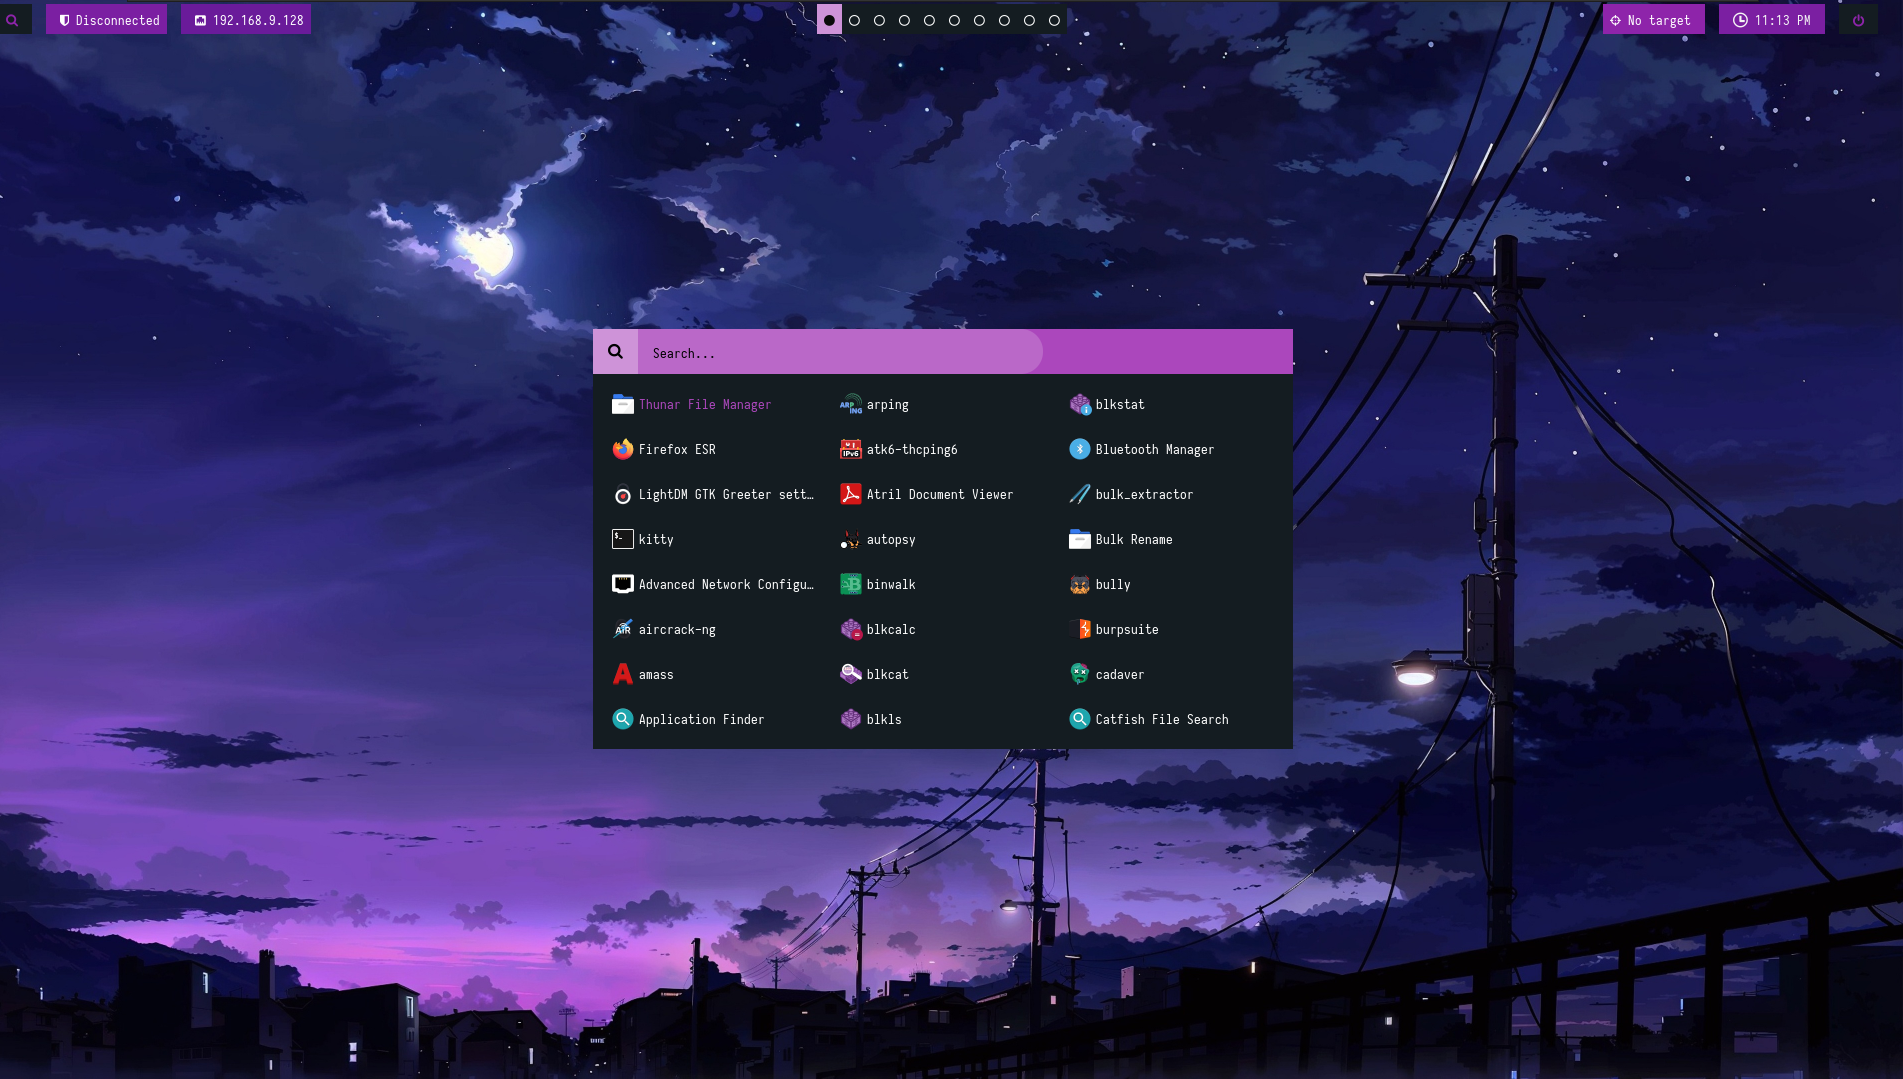 Disconnected
192.168.9.128
No target
11:13 PM
Search...
Thunar File Manager
arping
blkstat
Firefox ESR
atk6-thcping6
Bluetooth Manager
LightDM GTK Greeter sett…
Atril Document Viewer
bulk_extractor
kitty
autopsy
Bulk Rename
Advanced Network Configu…
binwalk
bully
aircrack-ng
blkcalc
burpsuite
amass
blkcat
cadaver
Application Finder
blkls
Catfish File Search